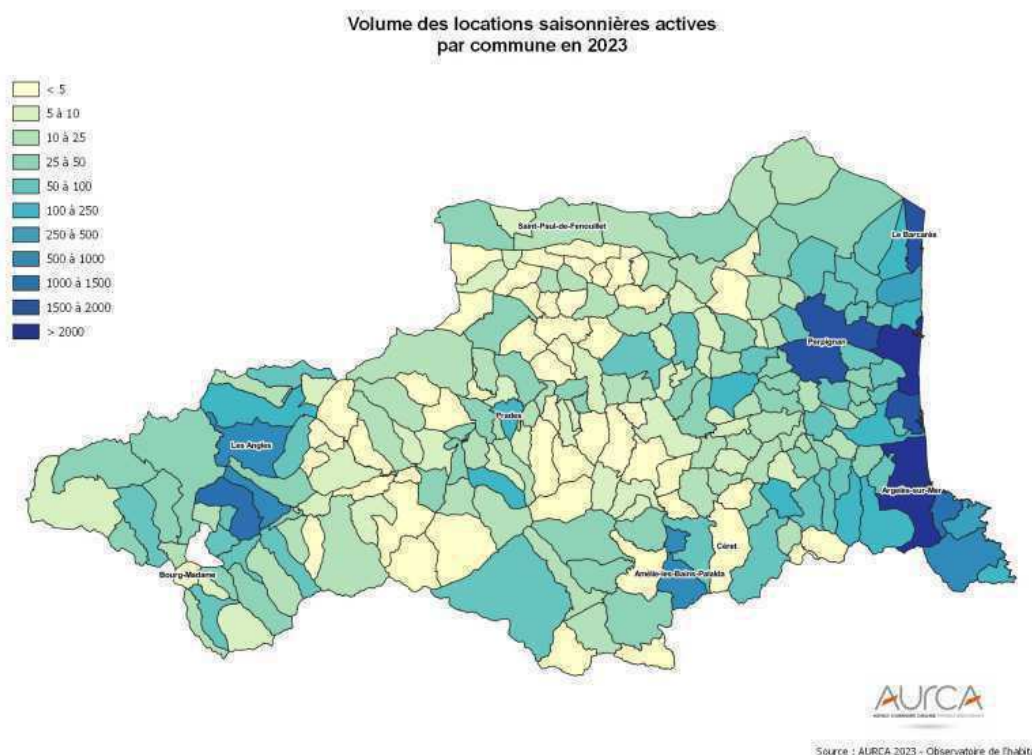 Volume des locations saisonnières actives
par commune en 2023
< 5
5 à 10
10 à 25
25 à 50
50 à 100
100 à 250
250 à 500
500 à 1000
1000 à 1500
1500 à 2000
> 2000
Saint-Paul-de-Fenouillet
Le Barcarès
Perpignan
Prades
Les Angles
Argelès-sur-Mer
Céret
Bourg-Madame
Amélie-les-Bains-Palalda
AURCA
Source : AURCA 2023 - Observatoire de l'habit